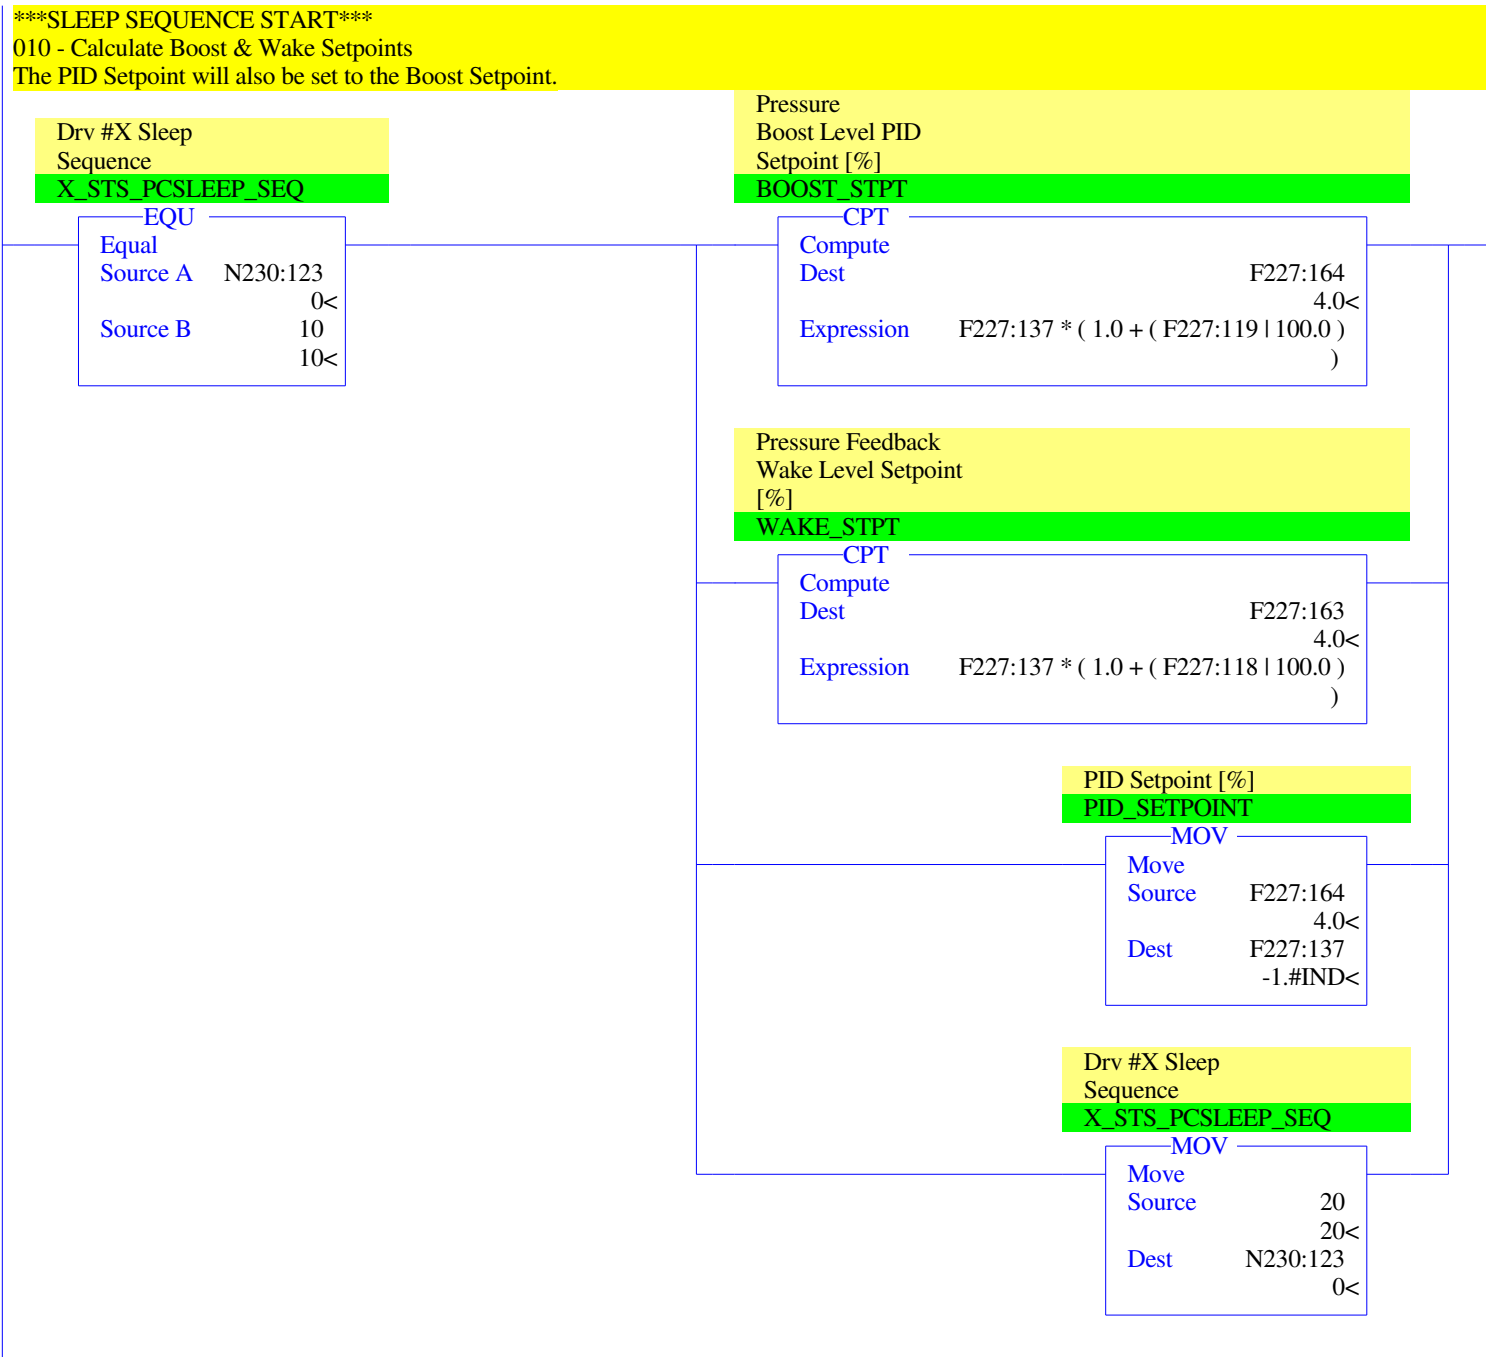 ***SLEEP SEQUENCE START***
010 - Calculate Boost & Wake Setpoints
The PID Setpoint will also be set to the Boost Setpoint.
Drv #X Sleep
Sequence
X_STS_PCSLEEP_SEQ
EQU
Equal
Source A N230:123
0<
Source B 10
10<
Pressure
Boost Level PID
Setpoint [%]
BOOST_STPT
CPT
Compute
Dest F227:164
4.0<
Expression F227:137 * ( 1.0 + ( F227:119 | 100.0 )
)
Pressure Feedback
Wake Level Setpoint
[%]
WAKE_STPT
CPT
Compute
Dest F227:163
4.0<
Expression F227:137 * ( 1.0 + ( F227:118 | 100.0 )
)
PID Setpoint [%]
PID_SETPOINT
MOV
Move
Source F227:164
4.0<
Dest F227:137
-1.#IND<
Drv #X Sleep
Sequence
X_STS_PCSLEEP_SEQ
MOV
Move
Source 20
20<
Dest N230:123
0<